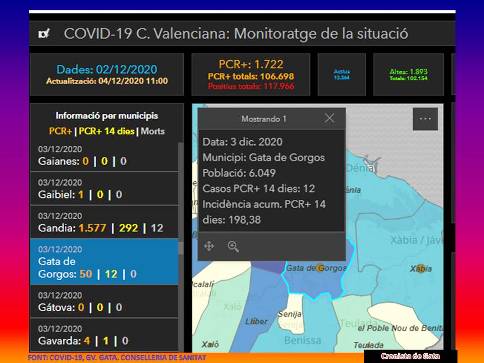 COVID-19 C. Valenciana: Monitoratge de la situació
Dades: 02/12/2020
Actualització: 04/12/2020 11:00
PCR+: 1.722
PCR+ totals: 106.698
Positius totals: 117.966
Actius
Altes: 1.893
Totals: 102.154
Informació per municipis
PCR+ | PCR+ 14 dies | Morts
03/12/2020
Gaianes: 0 | 0 | 0
03/12/2020
Gaibiel: 1 | 0 | 0
03/12/2020
Gandia: 1.577 | 292 | 12
03/12/2020
Gata de
Gorgos: 50 | 12 | 0
03/12/2020
Gátova: 0 | 0 | 0
03/12/2020
Gavarda: 4 | 1 | 0
Mostrando 1
Data: 3 dic. 2020
Municipi: Gata de Gorgos
Població: 6.049
Casos PCR+ 14 dies: 12
Incidència acum. PCR+ 14
dies: 198,38
Dénia
Xàbia / Jáv
Gata de Gorgos
Xàbia
lcalalí
Xaló
Llíber
Senija
Benissa
Teulada
el Poble Nou de Benita
Xaló
FONT: COVID-19, GV. GATA. CONSELLERIA DE SANITAT
Cronista de Gata